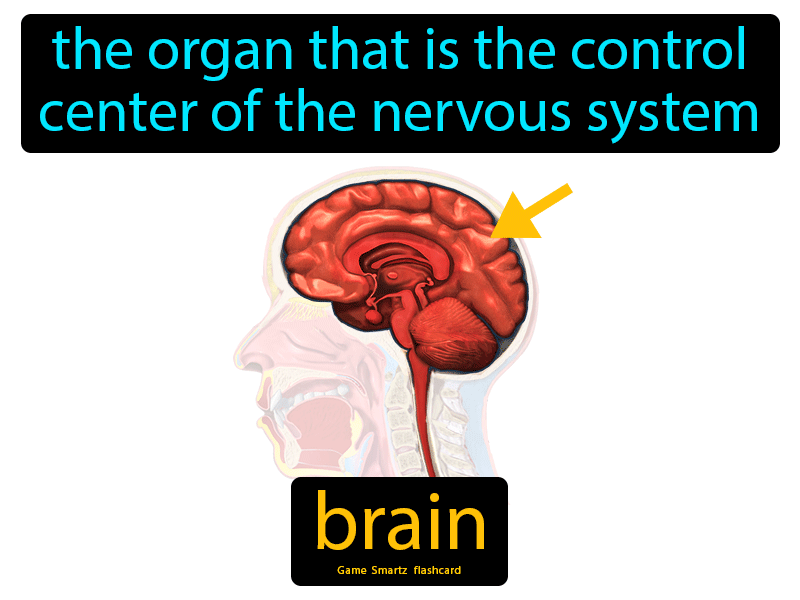 the organ that is the control
center of the nervous system
brain
Game Smartz flashcard